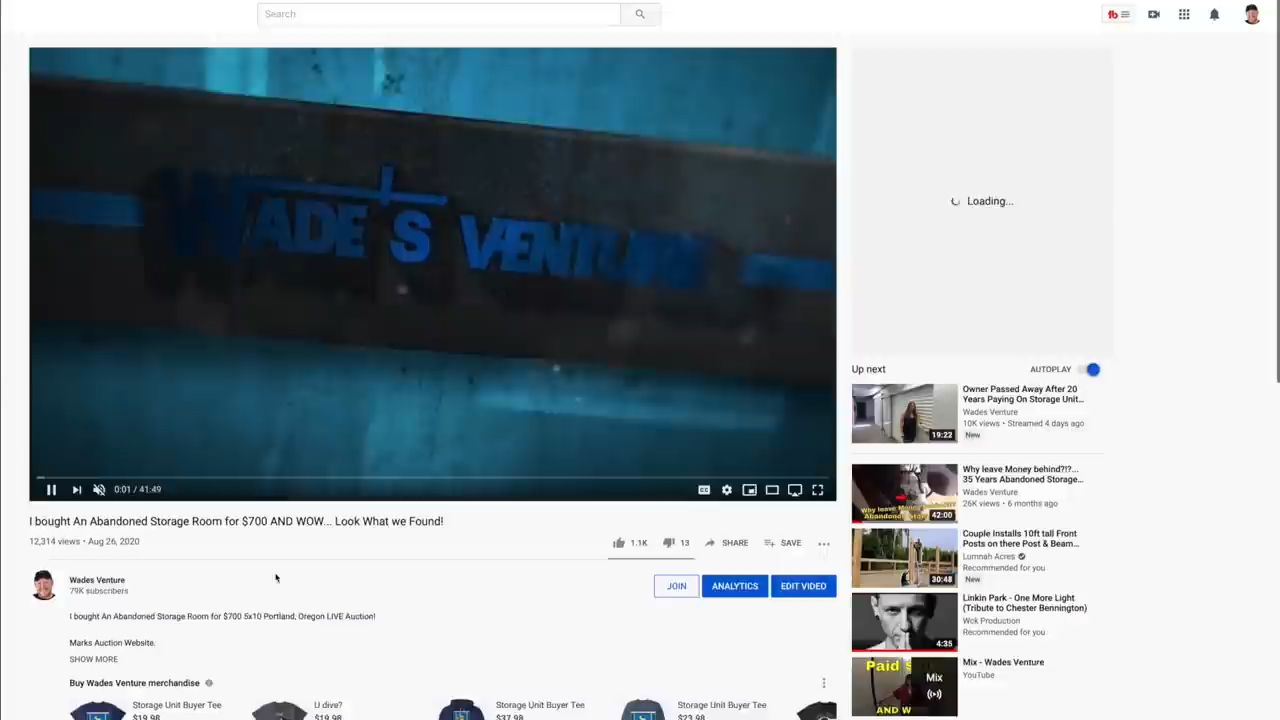 Search
WADE'S VENTURE
Loading...
0:01 / 41:49
CC
I bought An Abandoned Storage Room for $700 AND WOW... Look What we Found!
12,314 views • Aug 26, 2020
1.1K
13
SHARE
SAVE
Wades Venture
79K subscribers
JOIN
ANALYTICS
EDIT VIDEO
I bought An Abandoned Storage Room for $700 5x10 Portland, Oregon LIVE Auction!
Marks Auction Website.
SHOW MORE
Buy Wades Venture merchandise
Storage Unit Buyer Tee
$19.98
U dive?
$19.98
Storage Unit Buyer Tee
$37.98
Storage Unit Buyer Tee
$23.98
Up next
AUTOPLAY
Owner Passed Away After 20
Years Paying On Storage Unit...
Wades Venture
10K views • Streamed 4 days ago
New
19:22
Why leave Money behind?!?...
35 Years Abandoned Storage...
Wades Venture
26K views • 6 months ago
42:00
Couple Installs 10ft tall Front
Posts on there Post & Beam...
Lumnah Acres
Recommended for you
New
30:48
Linkin Park - One More Light
(Tribute to Chester Bennington)
Wck Production
Recommended for you
4:35
Mix - Wades Venture
YouTube
Paid
Mix
AND W